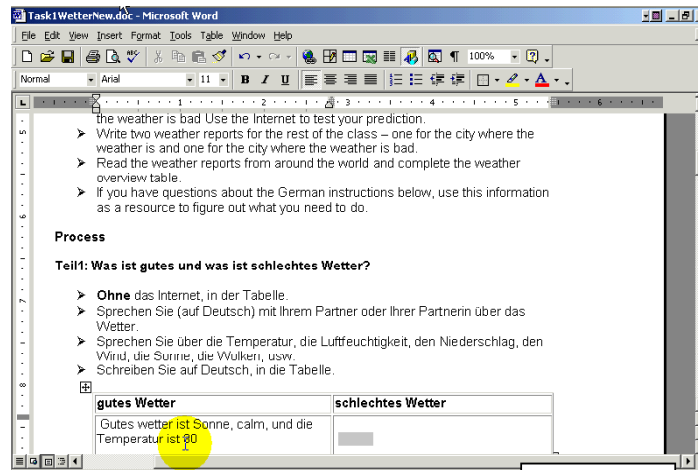 Task1WetterNew.doc - Microsoft Word
File Edit View Insert Format Tools Table Window Help
100%
Normal Arial 11 B I U A
1 2 3 4 5 6
the weather is bad Use the Internet to test your prediction.
➢ Write two weather reports for the rest of the class – one for the city where the
weather is and one for the city where the weather is bad.
➢ Read the weather reports from around the world and complete the weather
overview table.
➢ If you have questions about the German instructions below, use this information
as a resource to figure out what you need to do.
Process
Teil1: Was ist gutes und was ist schlechtes Wetter?
➢ Ohne das Internet, in der Tabelle.
➢ Sprechen Sie (auf Deutsch) mit Ihrem Partner oder Ihrer Partnerin über das
Wetter.
➢ Sprechen Sie über die Temperatur, die Luftfeuchtigkeit, den Niederschlag, den
Wind, die Sonne, die Wolken, usw.
➢ Schreiben Sie auf Deutsch, in die Tabelle.
gutes Wetter schlechtes Wetter
Gutes wetter ist Sonne, calm, und die
Temperatur ist 80